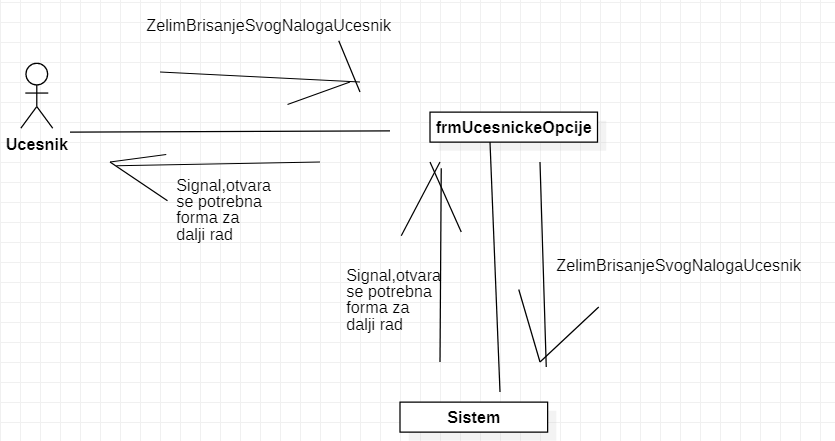 ZelimBrisanjeSvogNalogaUcesnik
Ucesnik
frmUcesnickeOpcije
Signal,otvara
se potrebna
forma za
dalji rad
Signal,otvara
se potrebna
forma za
dalji rad
ZelimBrisanjeSvogNalogaUcesnik
Sistem